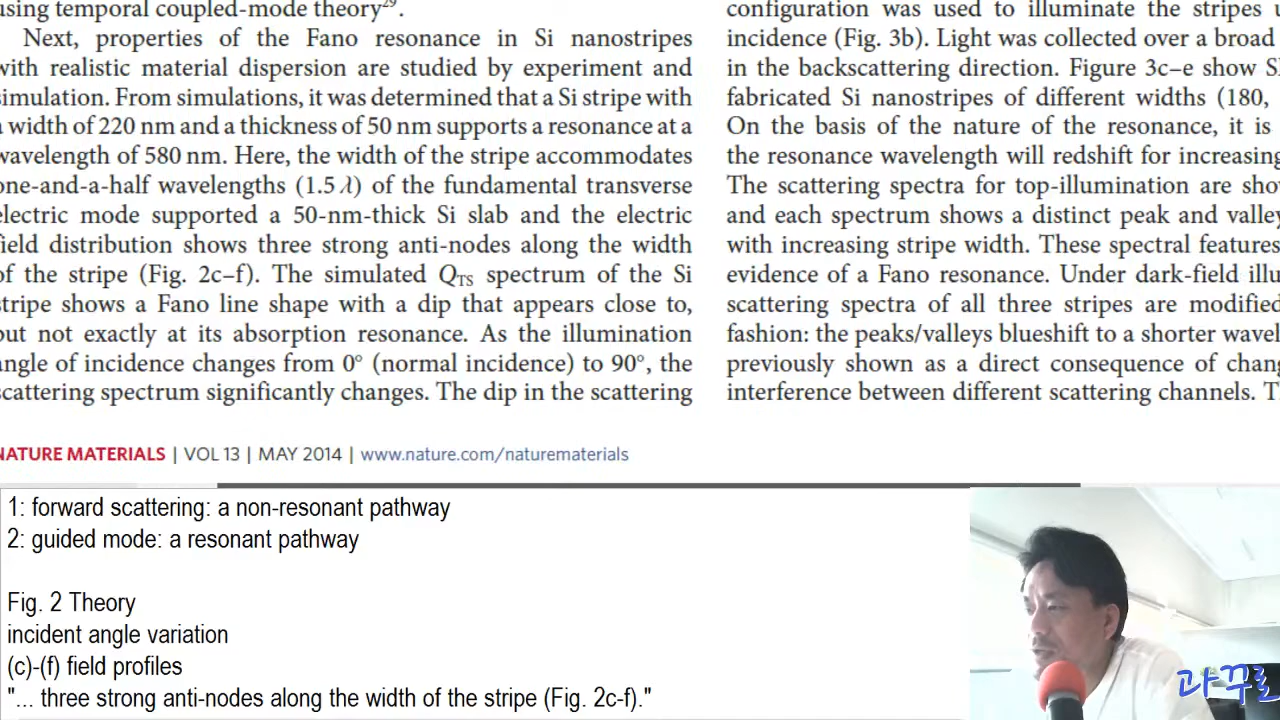 using temporal coupled-mode theory29.
Next, properties of the Fano resonance in Si nanostripes
with realistic material dispersion are studied by experiment and
simulation. From simulations, it was determined that a Si stripe with
a width of 220 nm and a thickness of 50 nm supports a resonance at a
wavelength of 580 nm. Here, the width of the stripe accommodates
one-and-a-half wavelengths (1.5 λ) of the fundamental transverse
electric mode supported a 50-nm-thick Si slab and the electric
field distribution shows three strong anti-nodes along the width
of the stripe (Fig. 2c–f). The simulated QTS spectrum of the Si
stripe shows a Fano line shape with a dip that appears close to,
but not exactly at its absorption resonance. As the illumination
angle of incidence changes from 0° (normal incidence) to 90°, the
scattering spectrum significantly changes. The dip in the scattering
configuration was used to illuminate the stripes
incidence (Fig. 3b). Light was collected over a broad
in the backscattering direction. Figure 3c–e show
fabricated Si nanostripes of different widths (180,
On the basis of the nature of the resonance, it is
the resonance wavelength will redshift for increasing
The scattering spectra for top-illumination are
and each spectrum shows a distinct peak and valley
with increasing stripe width. These spectral features
evidence of a Fano resonance. Under dark-field
scattering spectra of all three stripes are modified
fashion: the peaks/valleys blueshift to a shorter
previously shown as a direct consequence of
interference between different scattering channels.
NATURE MATERIALS | VOL 13 | MAY 2014 | www.nature.com/naturematerials
1: forward scattering: a non-resonant pathway
2: guided mode: a resonant pathway
Fig. 2 Theory
incident angle variation
(c)-(f) field profiles
"... three strong anti-nodes along the width of the stripe (Fig. 2c-f)."
과꾸로